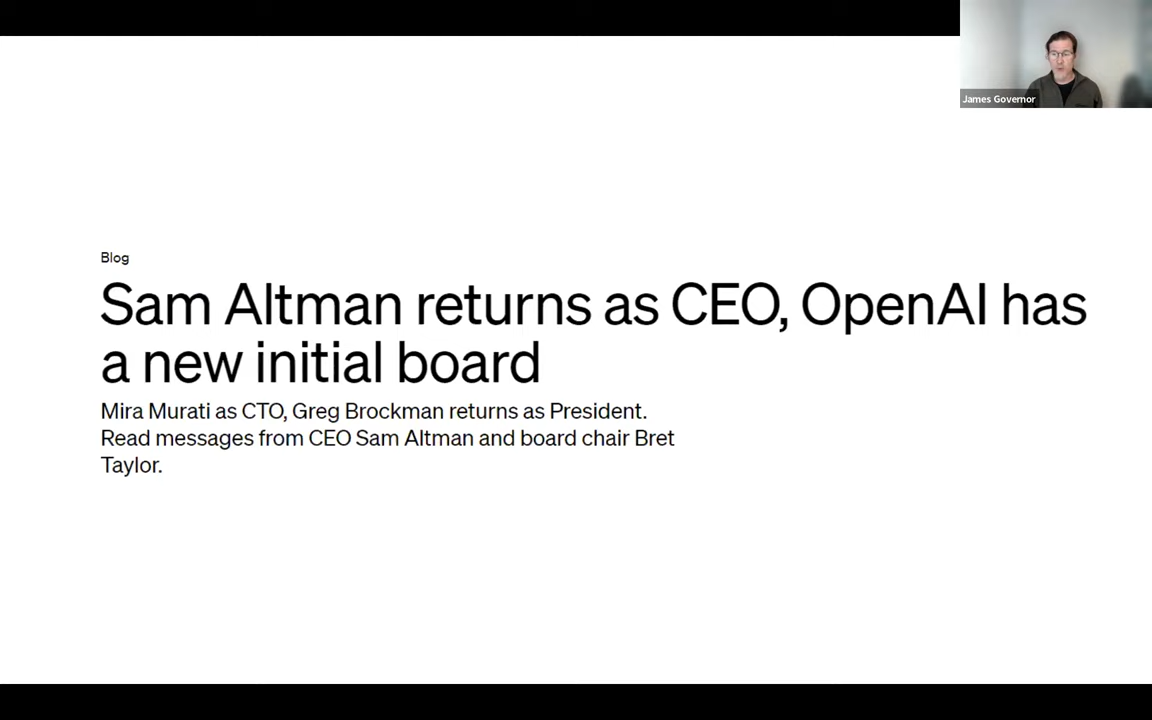 James Governor
Blog
Sam Altman returns as CEO, OpenAI has
a new initial board
Mira Murati as CTO, Greg Brockman returns as President.
Read messages from CEO Sam Altman and board chair Bret
Taylor.